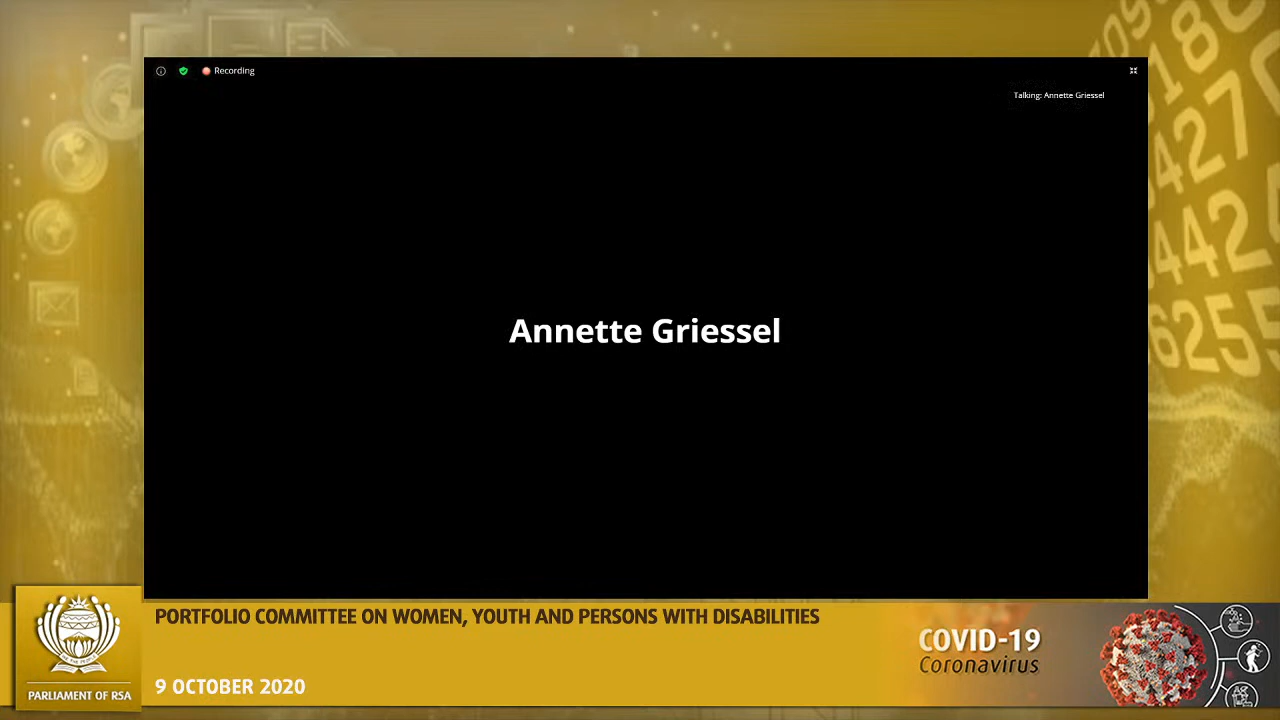 Recording
Talking: Annette Griessel
Annette Griessel
PORTFOLIO COMMITTEE ON WOMEN, YOUTH AND PERSONS WITH DISABILITIES
COVID-19
Coronavirus
PARLIAMENT OF RSA
9 OCTOBER 2020